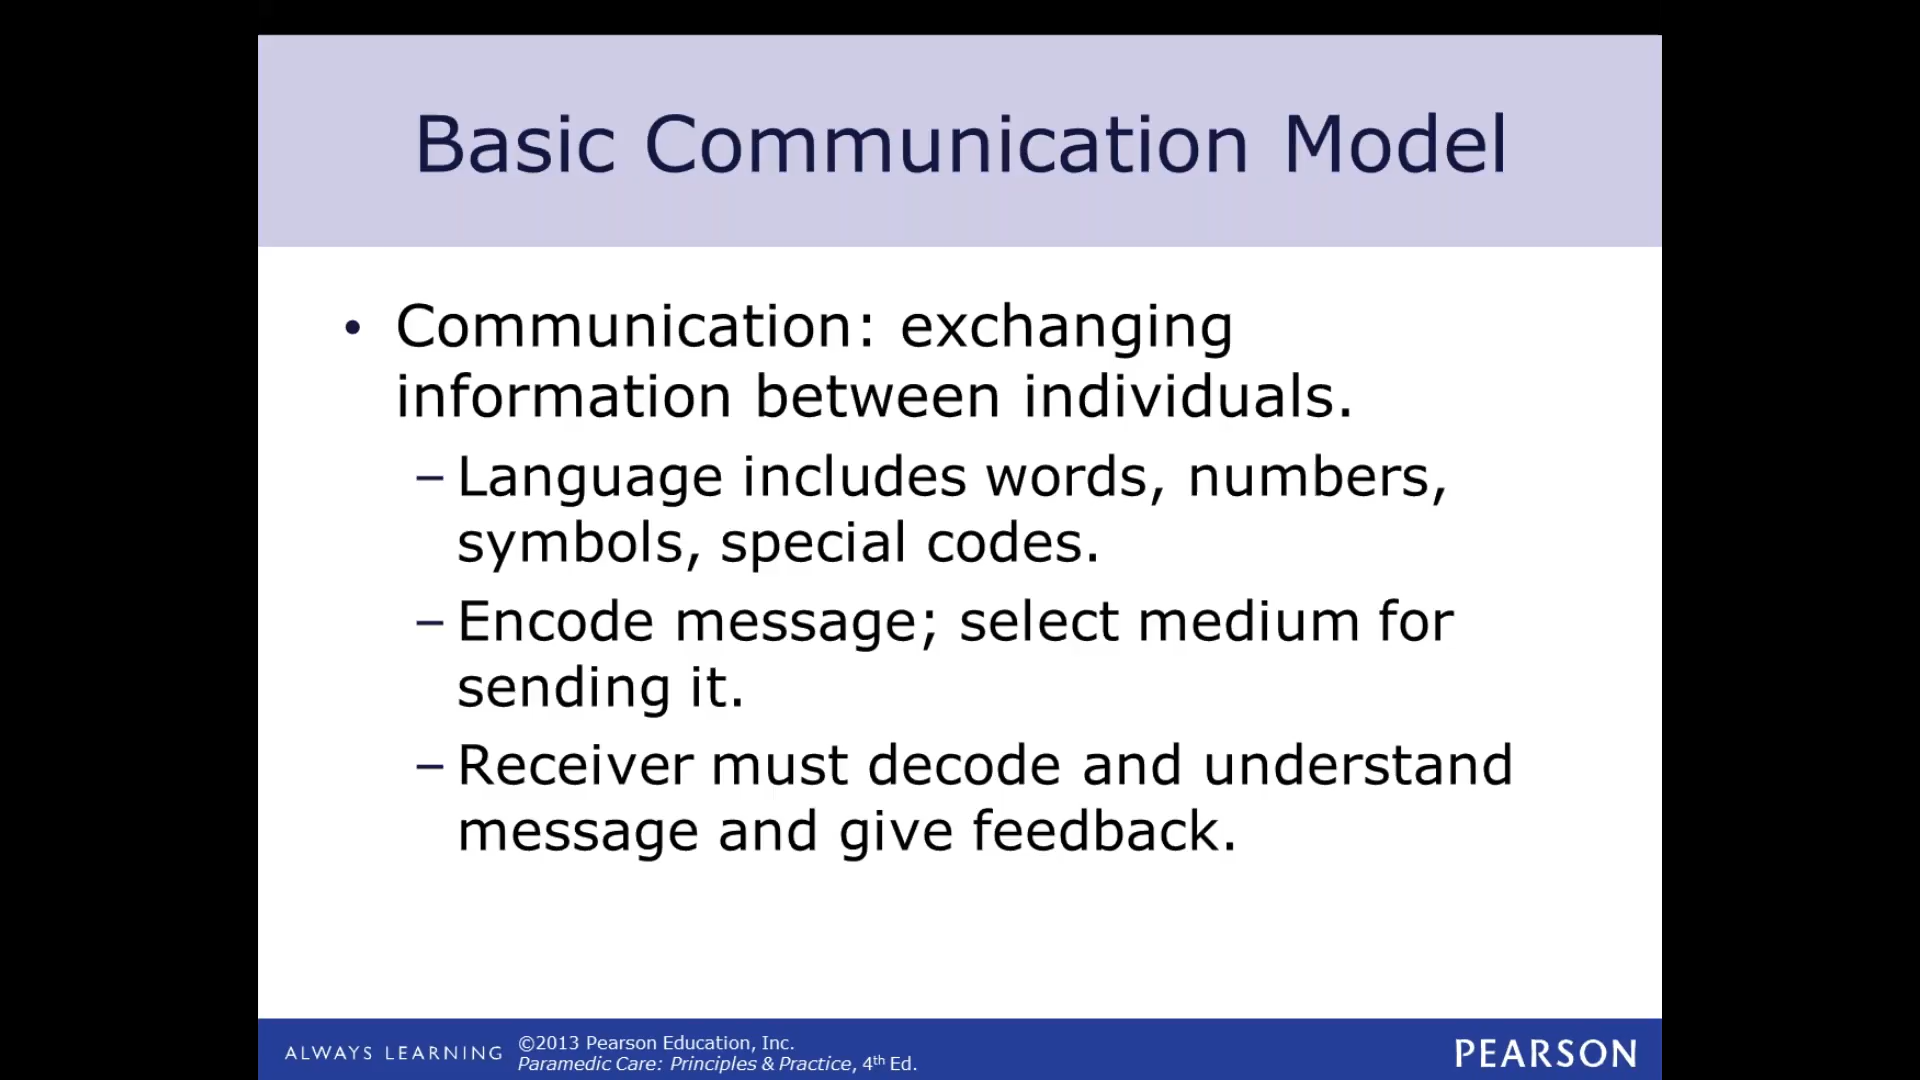 Basic Communication Model
• Communication: exchanging
information between individuals.
– Language includes words, numbers,
symbols, special codes.
– Encode message; select medium for
sending it.
– Receiver must decode and understand
message and give feedback.
ALWAYS LEARNING
©2013 Pearson Education, Inc.
Paramedic Care: Principles & Practice, 4th Ed.
PEARSON